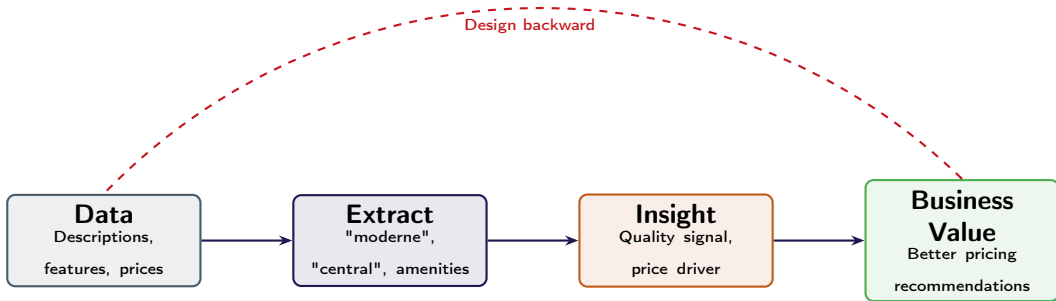 Design backward
Data
Descriptions,
features, prices
Extract
"moderne",
"central", amenities
Insight
Quality signal,
price driver
Business
Value
Better pricing
recommendations